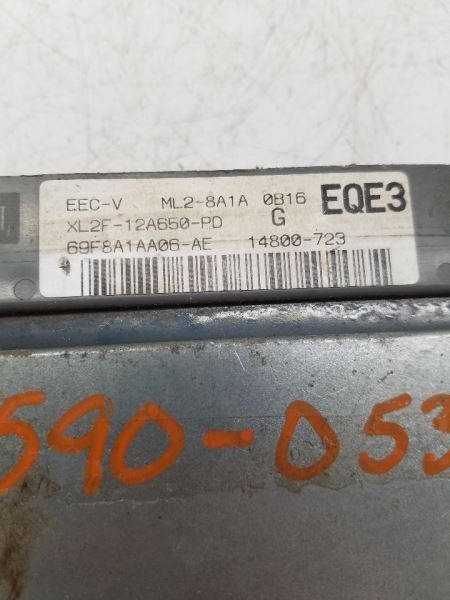 EEC-V ML2-8A1A 0B16 EQE3
XL2F-12A650-PD G
69F8A1AA06-AE 14800-723
590-053